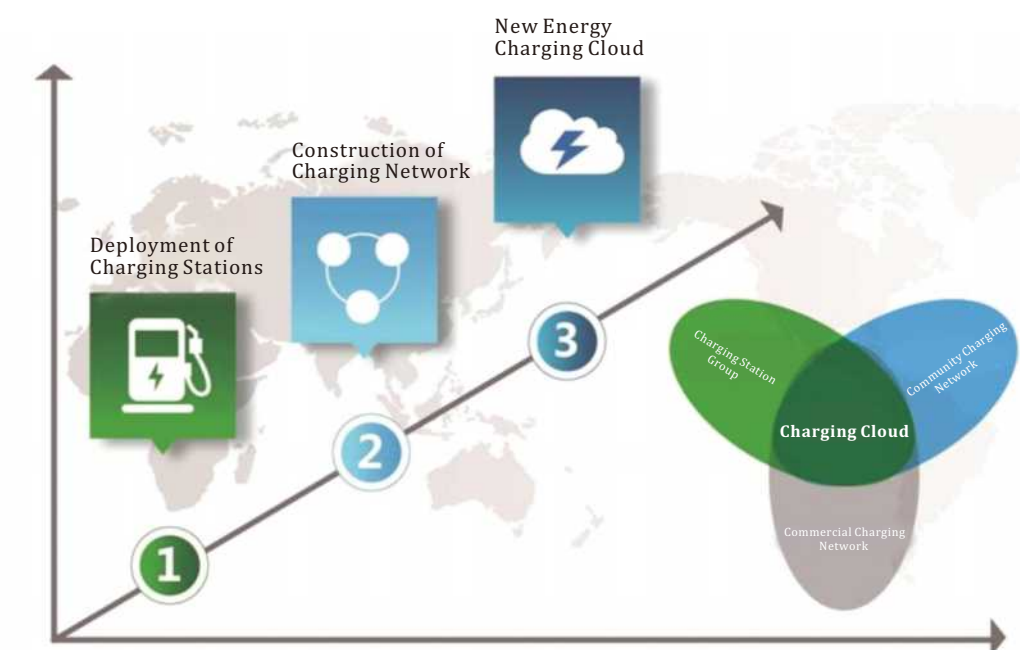 New Energy
Charging Cloud
Construction of
Charging Network
Deployment of
Charging Stations
1
2
3
Charging Station
Group
Community Charging
Network
Charging Cloud
Commercial Charging
Network